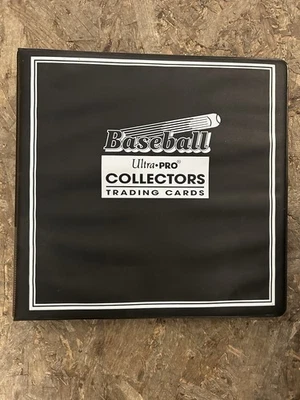 Baseball
Ultra•PRO®
COLLECTORS
TRADING CARDS